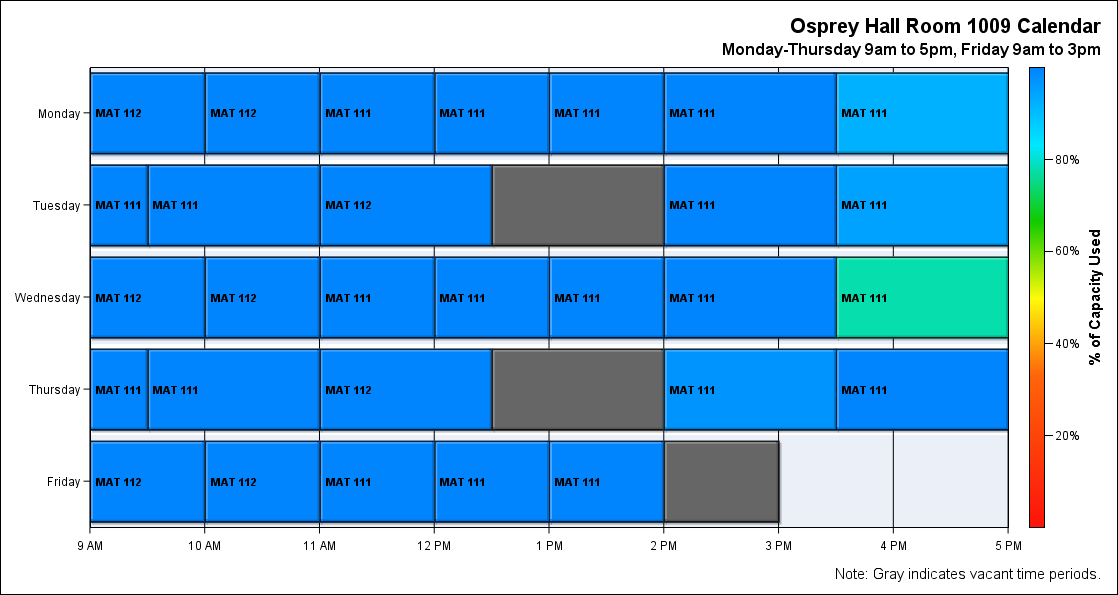 Osprey Hall Room 1009 Calendar
Monday-Thursday 9am to 5pm, Friday 9am to 3pm
Monday MAT 112 MAT 112 MAT 111 MAT 111 MAT 111 MAT 111 MAT 111
Tuesday MAT 111 MAT 111 MAT 112 MAT 111 MAT 111
Wednesday MAT 112 MAT 112 MAT 111 MAT 111 MAT 111 MAT 111 MAT 111
Thursday MAT 111 MAT 111 MAT 112 MAT 111 MAT 111
Friday MAT 112 MAT 112 MAT 111 MAT 111 MAT 111
9 AM 10 AM 11 AM 12 PM 1 PM 2 PM 3 PM 4 PM 5 PM
80%
60%
40%
20%
% of Capacity Used
Note: Gray indicates vacant time periods.